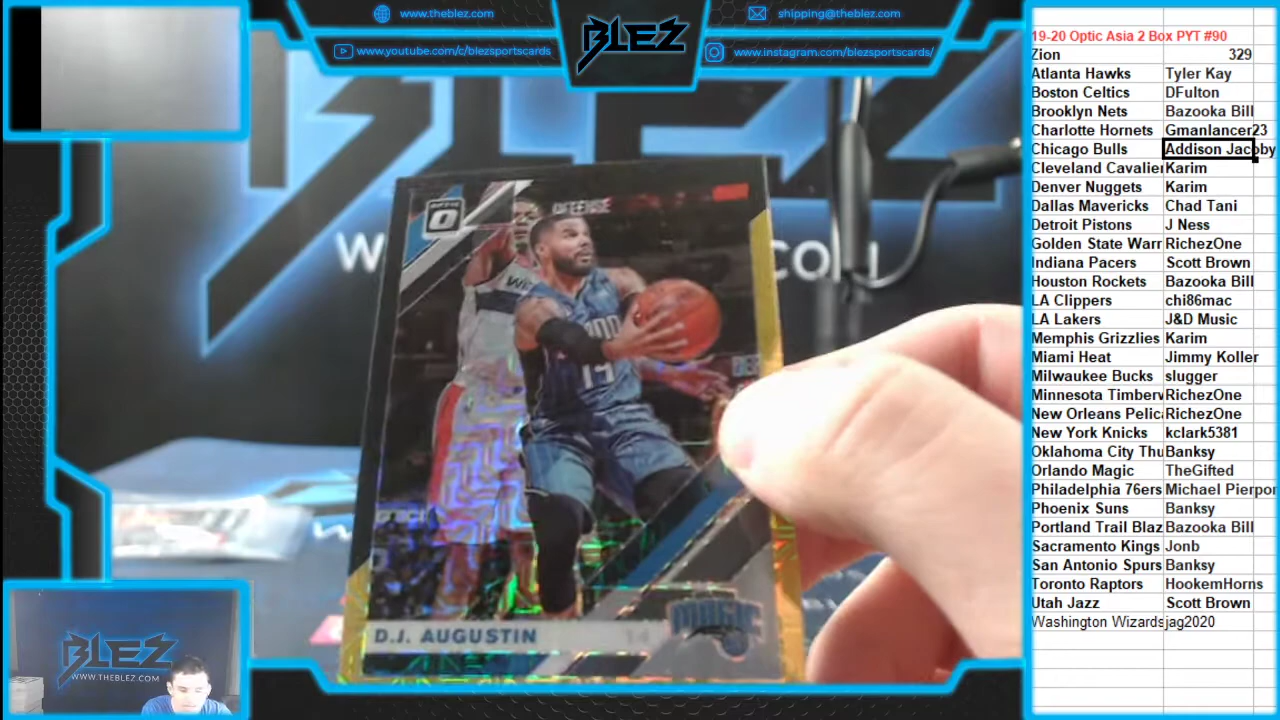 www.theblez.com
www.youtube.com/c/blezsportscards
BLEZ
shipping@theblez.com
www.instagram.com/blezsportscards/
OPTIC
D.J. AUGUSTIN
14
MAGIC
BLEZ
WWW.THEBLEZ.COM
19-20 Optic Asia 2 Box PYT #90
Zion 329
Atlanta Hawks Tyler Kay
Boston Celtics DFulton
Brooklyn Nets Bazooka Bill
Charlotte Hornets Gmanlancer23
Chicago Bulls Addison Jacoby
Cleveland Cavalier Karim
Denver Nuggets Karim
Dallas Mavericks Chad Tani
Detroit Pistons J Ness
Golden State Warr RichezOne
Indiana Pacers Scott Brown
Houston Rockets Bazooka Bill
LA Clippers chi86mac
LA Lakers J&D Music
Memphis Grizzlies Karim
Miami Heat Jimmy Koller
Milwaukee Bucks slugger
Minnesota Timberv RichezOne
New Orleans Pelic RichezOne
New York Knicks kclark5381
Oklahoma City Thu Banksy
Orlando Magic TheGifted
Philadelphia 76ers Michael Pierpor
Phoenix Suns Banksy
Portland Trail Blaz Bazooka Bill
Sacramento Kings Jonb
San Antonio Spurs Banksy
Toronto Raptors HookemHorns
Utah Jazz Scott Brown
Washington Wizards jag2020